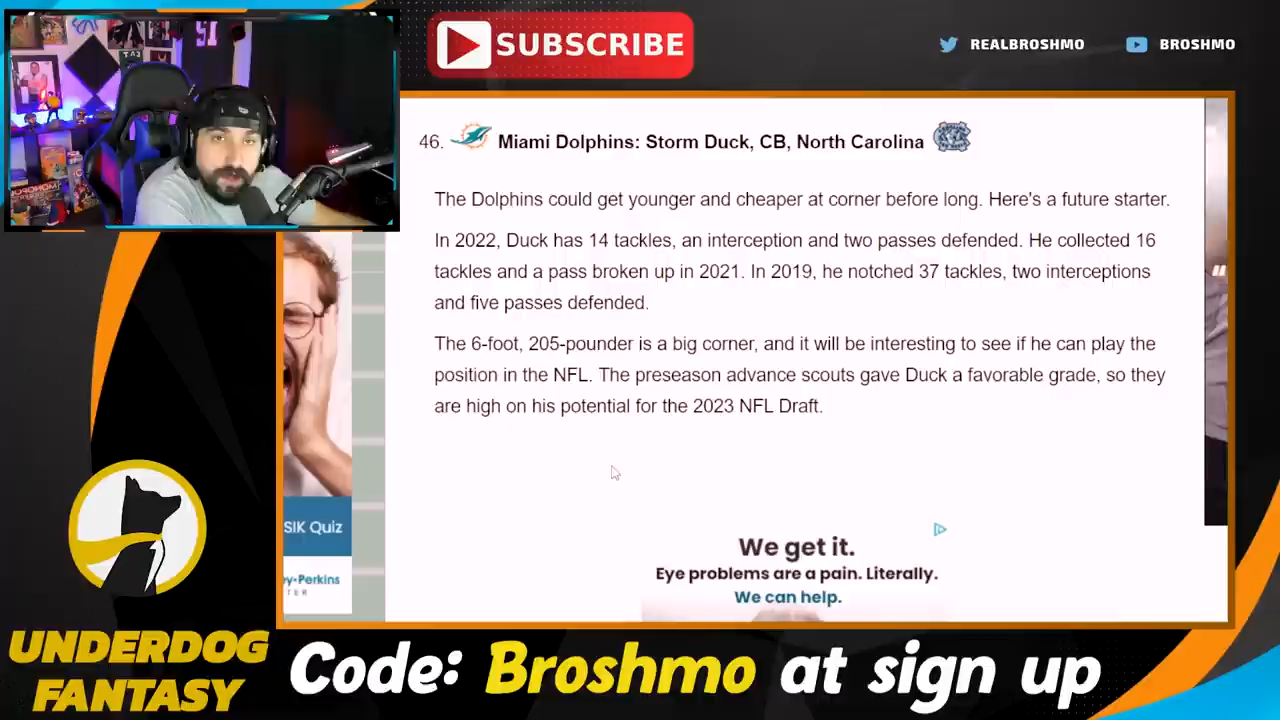 SUBSCRIBE
REALBROSHMO
BROSHMO
46. Miami Dolphins: Storm Duck, CB, North Carolina
The Dolphins could get younger and cheaper at corner before long. Here's a future starter.
In 2022, Duck has 14 tackles, an interception and two passes defended. He collected 16
tackles and a pass broken up in 2021. In 2019, he notched 37 tackles, two interceptions
and five passes defended.
The 6-foot, 205-pounder is a big corner, and it will be interesting to see if he can play the
position in the NFL. The preseason advance scouts gave Duck a favorable grade, so they
are high on his potential for the 2023 NFL Draft.
SIK Quiz
ey-Perkins
TER
We get it.
Eye problems are a pain. Literally.
We can help.
UNDERDOG
FANTASY
Code: Broshmo at sign up